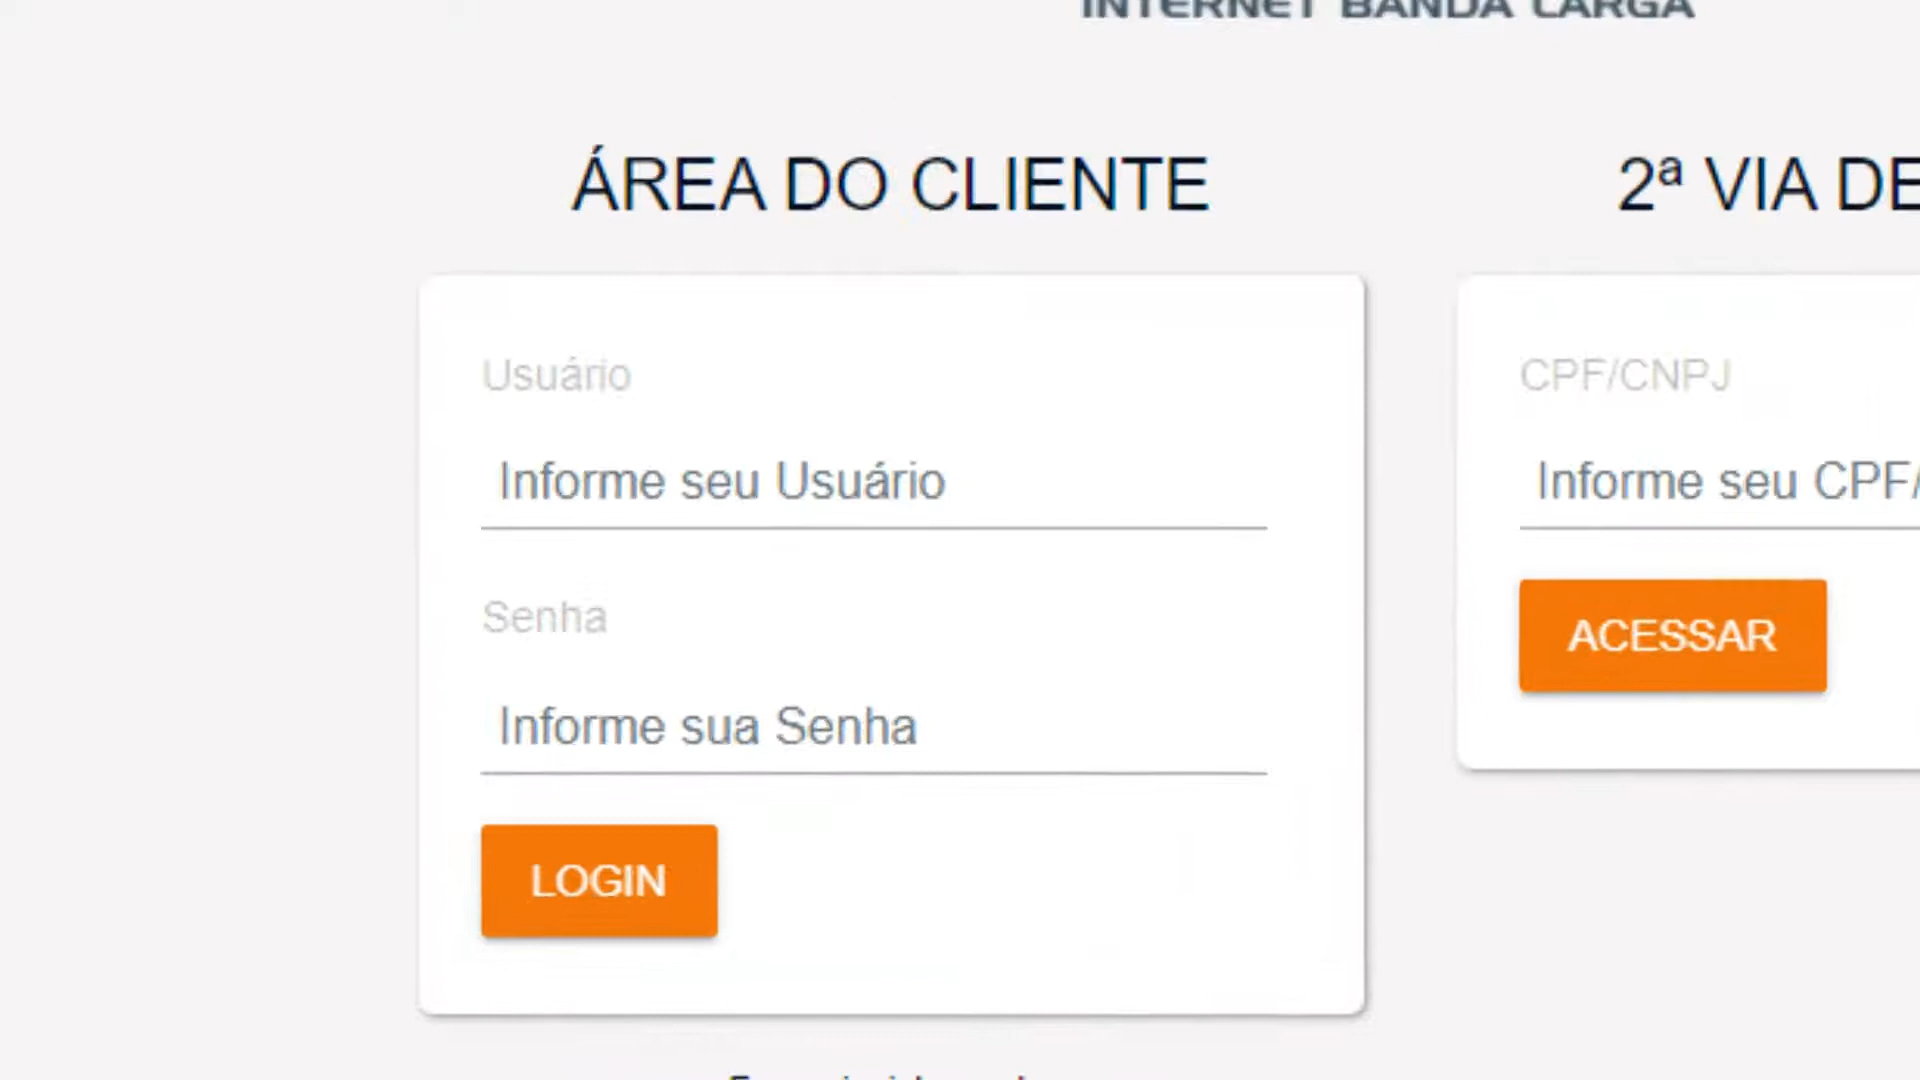 INTERNET BANDA LARGA
ÁREA DO CLIENTE
Usuário
Informe seu Usuário
Senha
Informe sua Senha
LOGIN
2ª VIA DE
CPF/CNPJ
Informe seu CPF/
ACESSAR